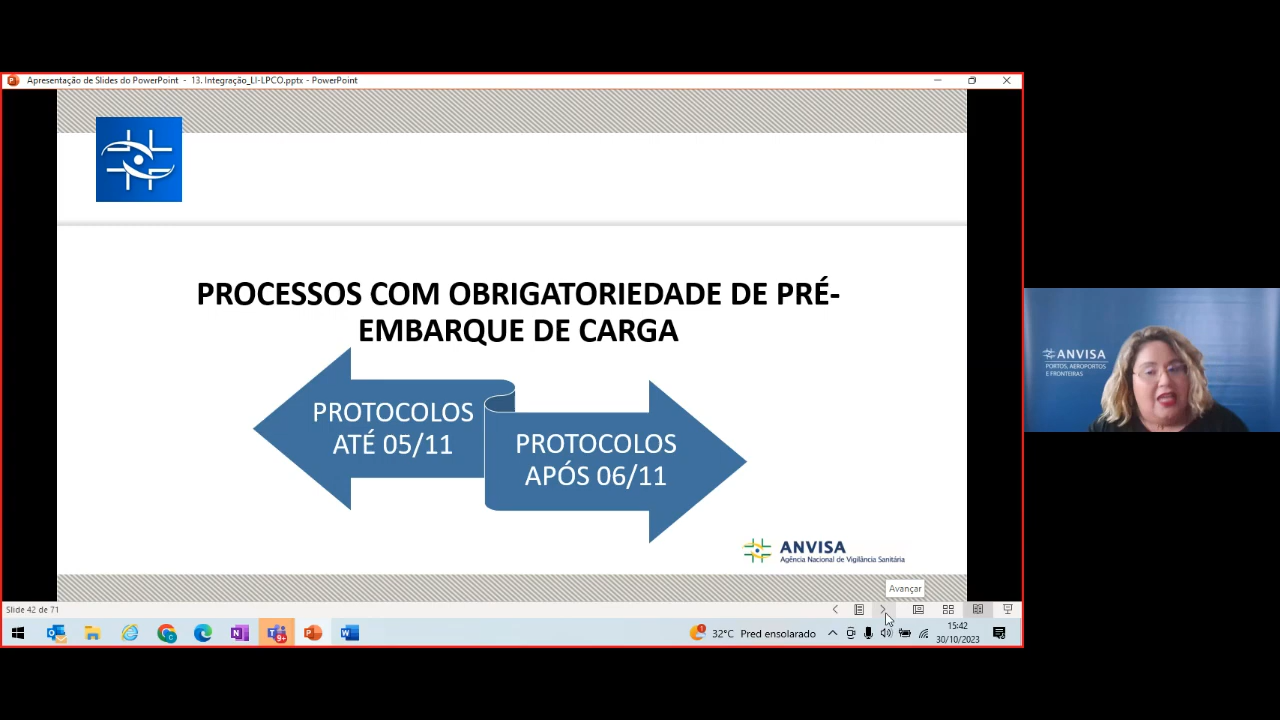 Apresentação de Slides do PowerPoint - 13. Integração_LI-LPCO.pptx - PowerPoint
PROCESSOS COM OBRIGATORIEDADE DE PRÉ-
EMBARQUE DE CARGA
PROTOCOLOS
ATÉ 05/11
PROTOCOLOS
APÓS 06/11
ANVISA
Agência Nacional de Vigilância Sanitária
ANVISA
PORTOS, AEROPORTOS
E FRONTEIRAS
Avançar
Slide 42 de 71
9+
32°C Pred ensolarado
15:42
30/10/2023